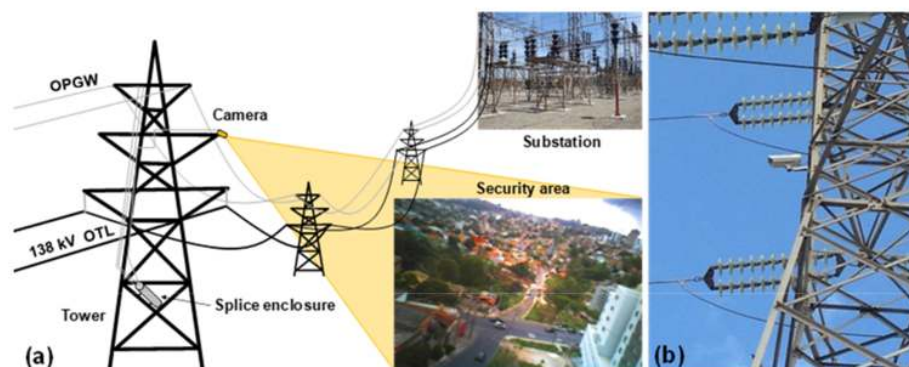 OPGW
Camera
Substation
Security area
138 kV OTL
Splice enclosure
Tower
(a)
(b)